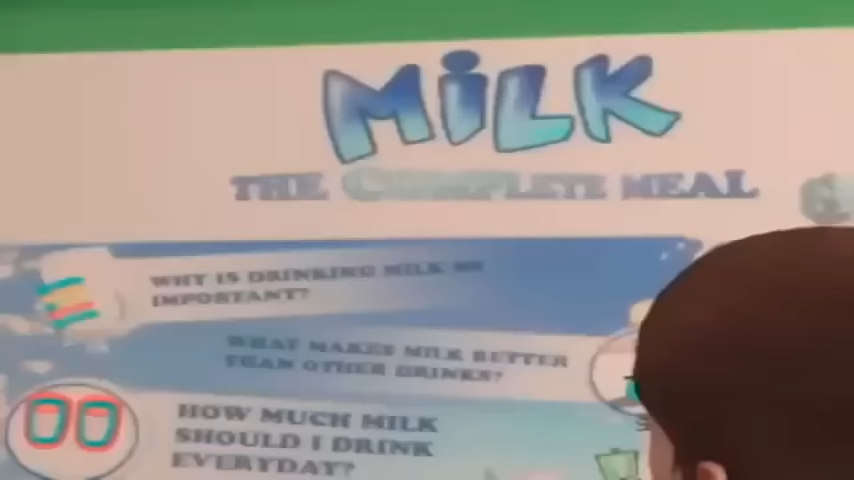 MILK
THE COMPLETE MEAL
WHY IS DRINKING MILK SO
IMPORTANT?
WHAT MAKES MILK BETTER
THAN OTHER DRINKS?
HOW MUCH MILK
SHOULD I DRINK
EVERYDAY?